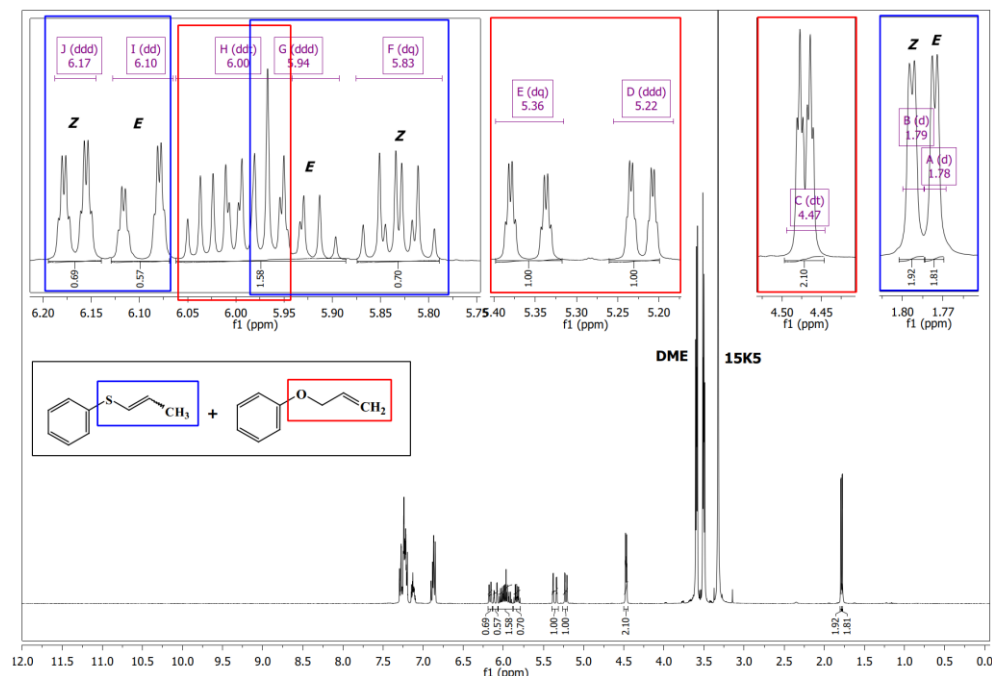 J (ddd)
6.17
I (dd)
6.10
H (ddt)
6.00
G (ddd)
5.94
F (dq)
5.83
Z
E
E
Z
0.69
0.57
1.58
0.70
6.20 6.15 6.10 6.05 6.00 5.95 5.90 5.85 5.80 5.75
f1 (ppm)
E (dq)
5.36
D (ddd)
5.22
1.00
1.00
5.40 5.35 5.30 5.25 5.20
f1 (ppm)
C (dt)
4.47
2.10
4.50 4.45
f1 (ppm)
Z E
B (d)
1.79
A (d)
1.78
1.92
1.81
1.80 1.77
f1 (ppm)
DME
15K5
S
CH3
+
O
CH2
0.69
0.57
1.58
0.70
1.00
1.00
2.10
1.92
1.81
12.0 11.5 11.0 10.5 10.0 9.5 9.0 8.5 8.0 7.5 7.0 6.5 6.0 5.5 5.0 4.5 4.0 3.5 3.0 2.5 2.0 1.5 1.0 0.5 0.0
f1 (ppm)